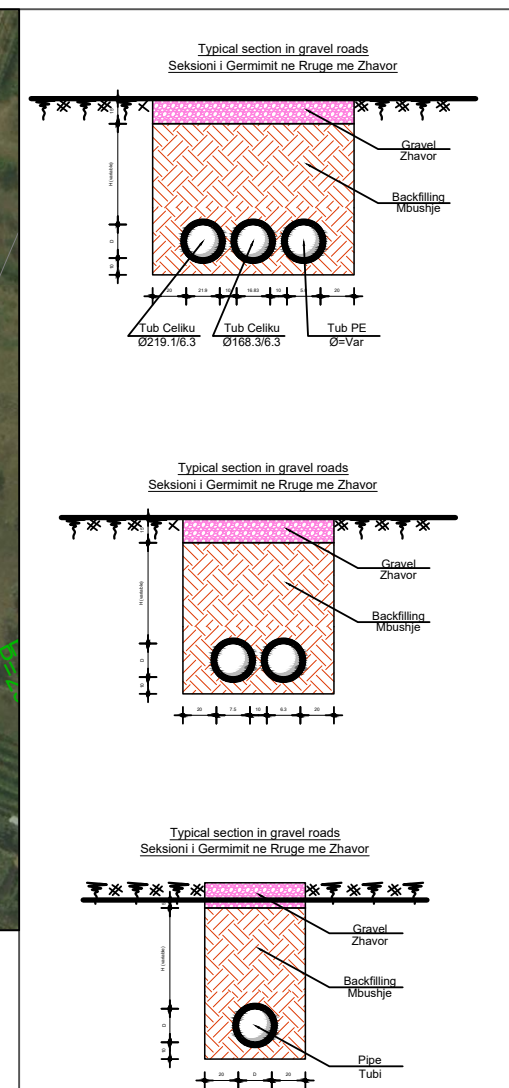 Typical section in gravel roads
Seksioni i Germimit ne Rruge me Zhavor
Gravel
Zhavor
H (variable)
Backfilling
Mbushje
D
10
20 21.9 10 16.83 10 20
Tub Celiku
Ø219.1/6.3
Tub Celiku
Ø168.3/6.3
Tub PE
Ø=Var
Typical section in gravel roads
Seksioni i Germimit ne Rruge me Zhavor
Gravel
Zhavor
H (variable)
Backfilling
Mbushje
D
10
20 7.5 10 6.3 20
Typical section in gravel roads
Seksioni i Germimit ne Rruge me Zhavor
Gravel
Zhavor
H (variable)
Backfilling
Mbushje
D
10
Pipe
Tubi
20 D 20